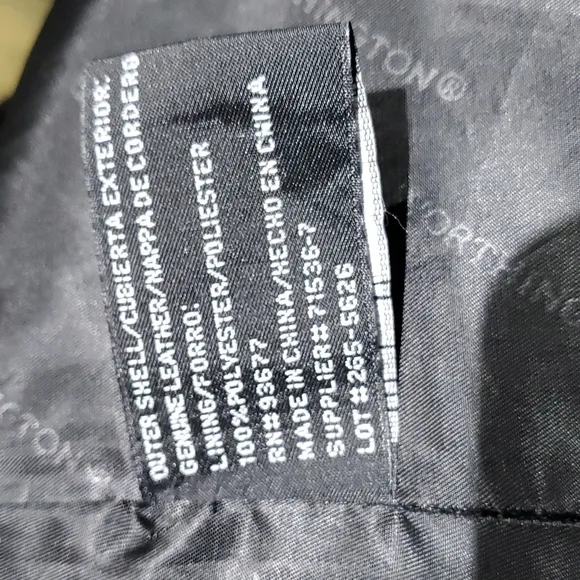 OUTER SHELL/CUBIERTA EXTERIOR:
GENUINE LEATHER/NAPPA DE CORDERO
LINING/FORRO:
100%POLYESTER/POLIESTER
RN# 93677
MADE IN CHINA/HECHO EN CHINA
SUPPLIER# 71536-7
LOT #265-5626